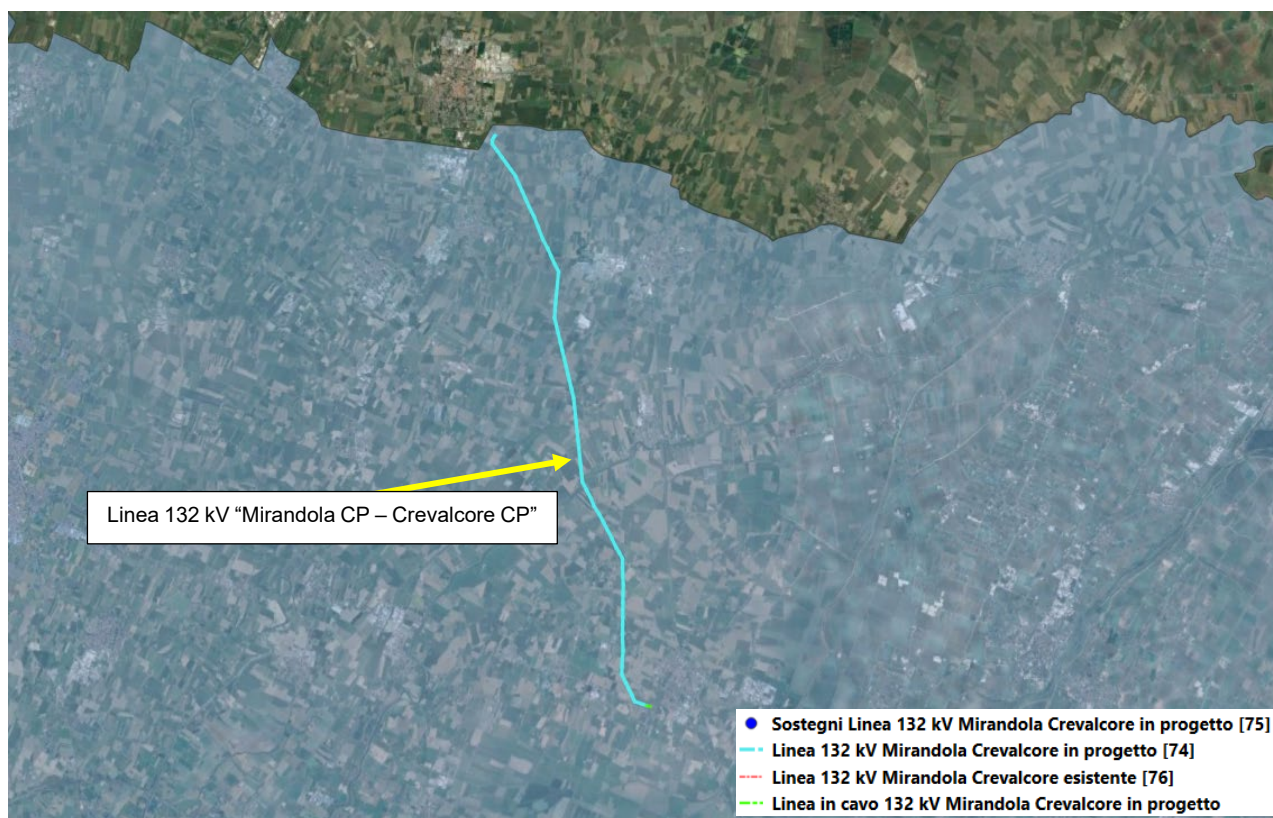 Linea 132 kV “Mirandola CP – Crevalcore CP”
Sostegni Linea 132 kV Mirandola Crevalcore in progetto [75]
Linea 132 kV Mirandola Crevalcore in progetto [74]
Linea 132 kV Mirandola Crevalcore esistente [76]
Linea in cavo 132 kV Mirandola Crevalcore in progetto